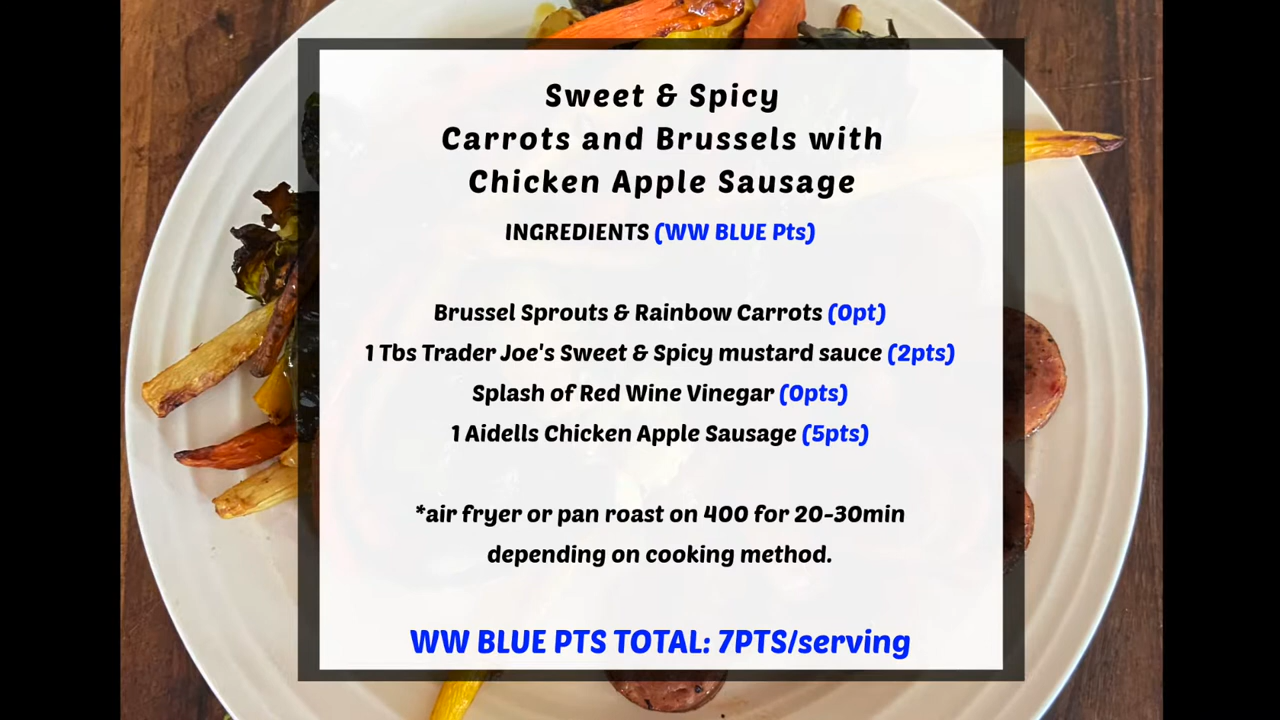 Sweet & Spicy
Carrots and Brussels with
Chicken Apple Sausage
INGREDIENTS (WW BLUE Pts)
Brussel Sprouts & Rainbow Carrots (0pt)
1 Tbs Trader Joe's Sweet & Spicy mustard sauce (2pts)
Splash of Red Wine Vinegar (0pts)
1 Aidells Chicken Apple Sausage (5pts)
*air fryer or pan roast on 400 for 20-30min
depending on cooking method.
WW BLUE PTS TOTAL: 7PTS/serving